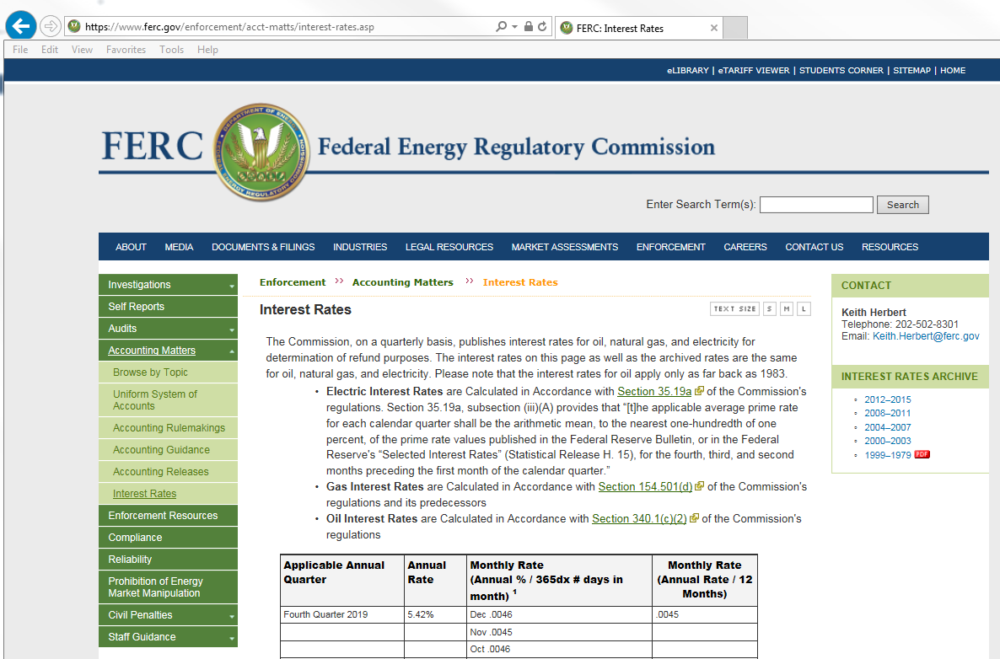 https://www.ferc.gov/enforcement/acct-matts/interest-rates.asp
FERC: Interest Rates
File Edit View Favorites Tools Help
eLIBRARY | eTARIFF VIEWER | STUDENTS CORNER | SITEMAP | HOME
FERC Federal Energy Regulatory Commission
Enter Search Term(s): Search
ABOUT MEDIA DOCUMENTS & FILINGS INDUSTRIES LEGAL RESOURCES MARKET ASSESSMENTS ENFORCEMENT CAREERS CONTACT US RESOURCES
Investigations
Self Reports
Audits
Accounting Matters
Browse by Topic
Uniform System of
Accounts
Accounting Rulemakings
Accounting Guidance
Accounting Releases
Interest Rates
Enforcement Resources
Compliance
Reliability
Prohibition of Energy
Market Manipulation
Civil Penalties
Staff Guidance
Enforcement » Accounting Matters » Interest Rates
Interest Rates
TEXT SIZE S M L
The Commission, on a quarterly basis, publishes interest rates for oil, natural gas, and electricity for
determination of refund purposes. The interest rates on this page as well as the archived rates are the same
for oil, natural gas, and electricity. Please note that the interest rates for oil apply only as far back as 1983.
• Electric Interest Rates are Calculated in Accordance with Section 35.19a of the Commission's
regulations. Section 35.19a, subsection (iii)(A) provides that “[t]he applicable average prime rate
for each calendar quarter shall be the arithmetic mean, to the nearest one-hundredth of one
percent, of the prime rate values published in the Federal Reserve Bulletin, or in the Federal
Reserve's “Selected Interest Rates” (Statistical Release H. 15), for the fourth, third, and second
months preceding the first month of the calendar quarter.”
• Gas Interest Rates are Calculated in Accordance with Section 154.501(d) of the Commission's
regulations and its predecessors
• Oil Interest Rates are Calculated in Accordance with Section 340.1(c)(2) of the Commission's
regulations
Applicable Annual Quarter
Annual Rate
Monthly Rate
(Annual % / 365dx # days in
month) 1
Monthly Rate
(Annual Rate / 12
Months)
Fourth Quarter 2019 5.42% Dec .0046 .0045
Nov .0045
Oct .0046
CONTACT
Keith Herbert
Telephone: 202-502-8301
Email: Keith.Herbert@ferc.gov
INTEREST RATES ARCHIVE
2012–2015
2008–2011
2004–2007
2000–2003
1999–1979 PDF